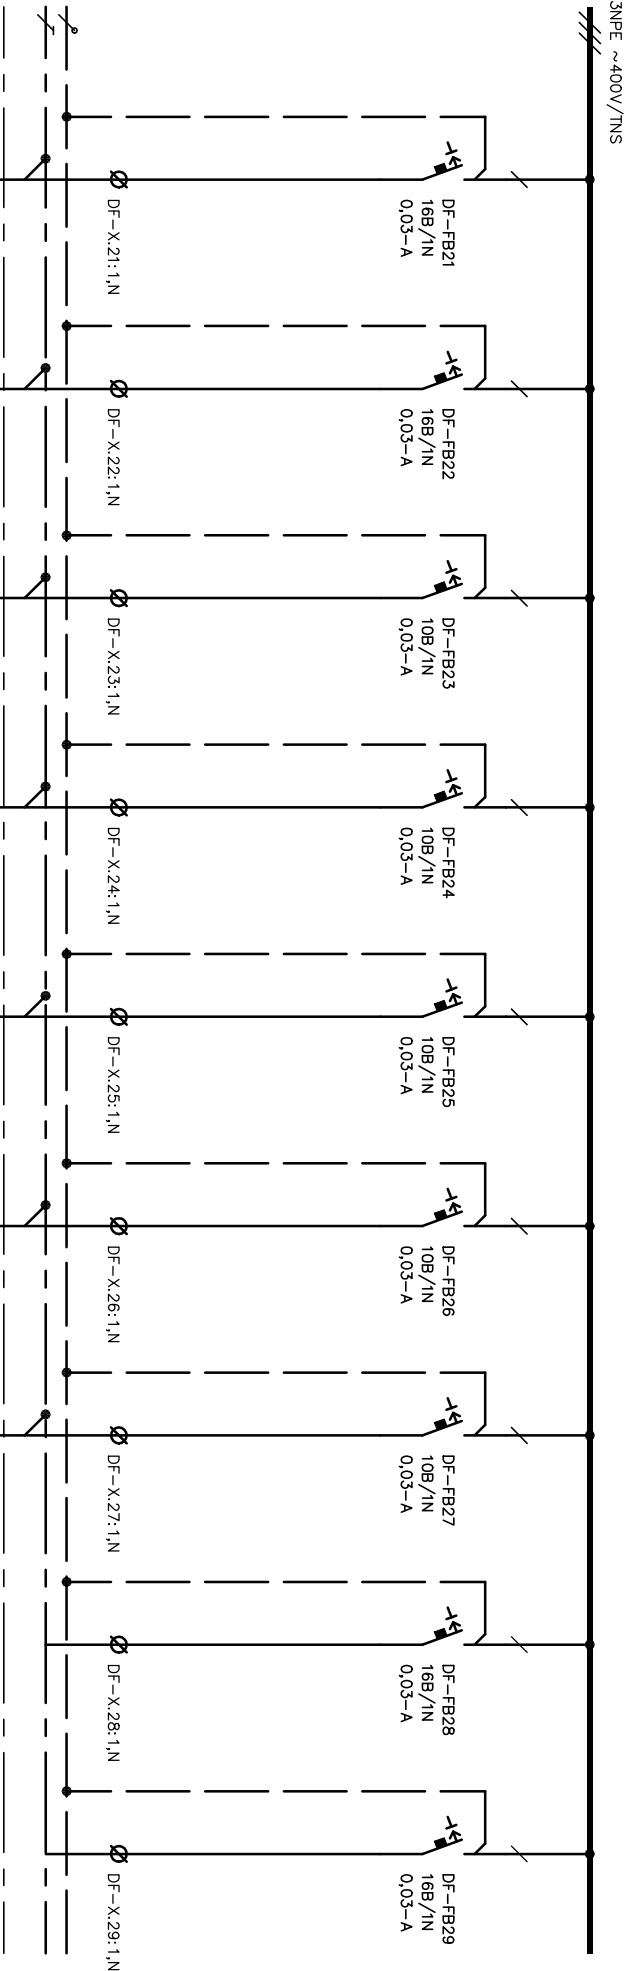 3NPE ~400V/TNS
DF-FB21
16B/1N
0,03-A
DF-X.21:1,N
DF-FB22
16B/1N
0,03-A
DF-X.22:1,N
DF-FB23
10B/1N
0,03-A
DF-X.23:1,N
DF-FB24
10B/1N
0,03-A
DF-X.24:1,N
DF-FB25
10B/1N
0,03-A
DF-X.25:1,N
DF-FB26
10B/1N
0,03-A
DF-X.26:1,N
DF-FB27
10B/1N
0,03-A
DF-X.27:1,N
DF-FB28
16B/1N
0,03-A
DF-X.28:1,N
DF-FB29
16B/1N
0,03-A
DF-X.29:1,N